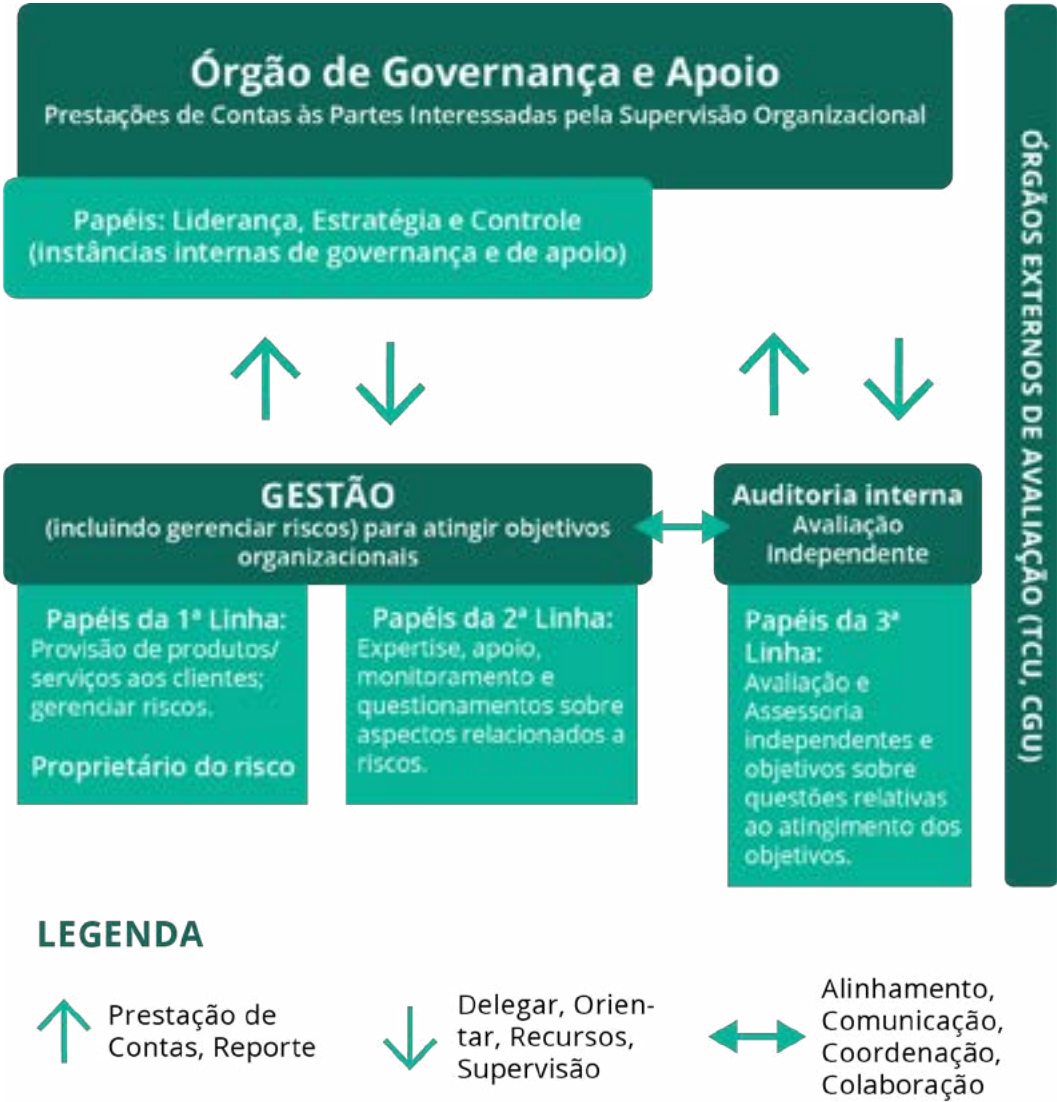 Órgão de Governança e Apoio
Prestações de Contas às Partes Interessadas pela Supervisão Organizacional
Papéis: Liderança, Estratégia e Controle
(instâncias internas de governança e de apoio)
GESTÃO
(incluindo gerenciar riscos) para atingir objetivos
organizacionais
Auditoria interna
Avaliação
Independente
Papéis da 1ª Linha:
Provisão de produtos/
serviços aos clientes;
gerenciar riscos.
Proprietário do risco
Papéis da 2ª Linha:
Expertise, apoio,
monitoramento e
questionamentos sobre
aspectos relacionados a
riscos.
Papéis da 3ª
Linha:
Avaliação e
Assessoria
independentes e
objetivos sobre
questões relativas
ao atingimento dos
objetivos.
ÓRGÃOS EXTERNOS DE AVALIAÇÃO (TCU, CGU)
LEGENDA
Prestação de
Contas, Reporte
Delegar, Orien-
tar, Recursos,
Supervisão
Alinhamento,
Comunicação,
Coordenação,
Colaboração